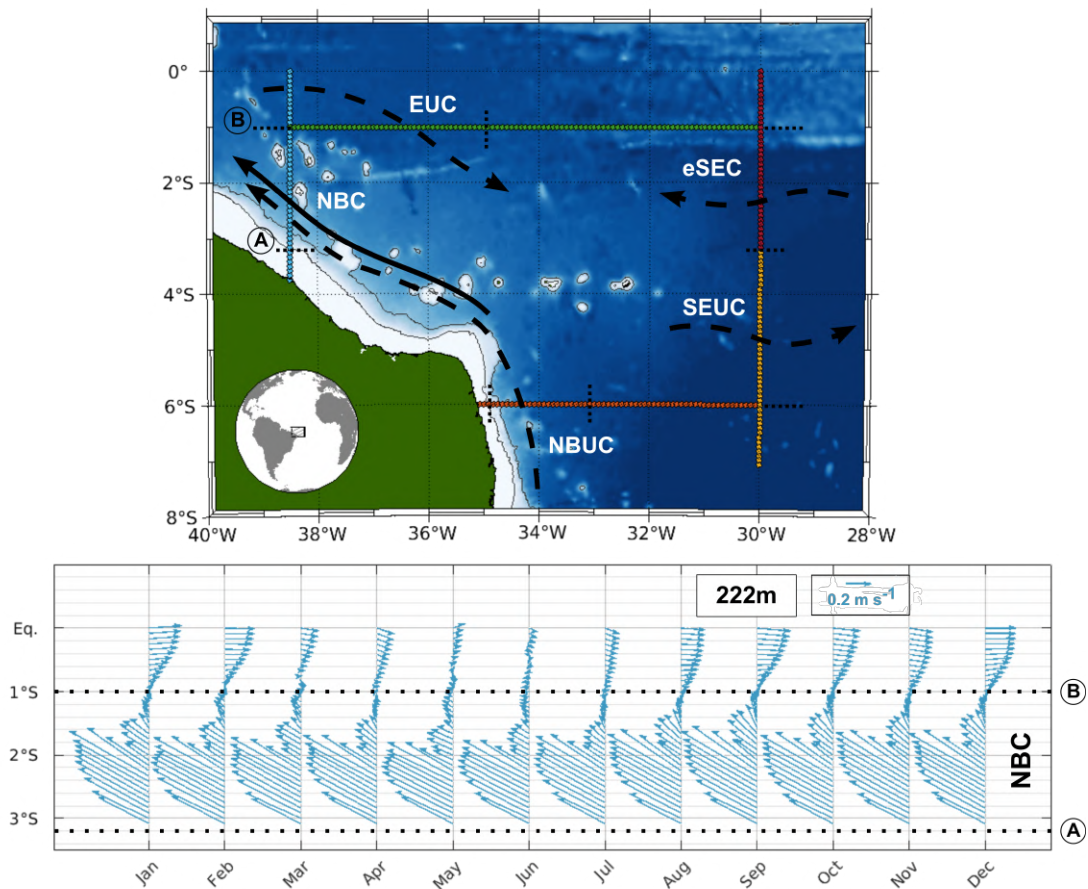 0°
B
EUC
eSEC
2°S
NBC
A
4°S
SEUC
6°S
NBUC
8°S
40°W 38°W 36°W 34°W 32°W 30°W 28°W
222m
0.2 m s⁻¹
Eq.
1°S
B
2°S
NBC
3°S
A
Jan Feb Mar Apr May Jun Jul Aug Sep Oct Nov Dec